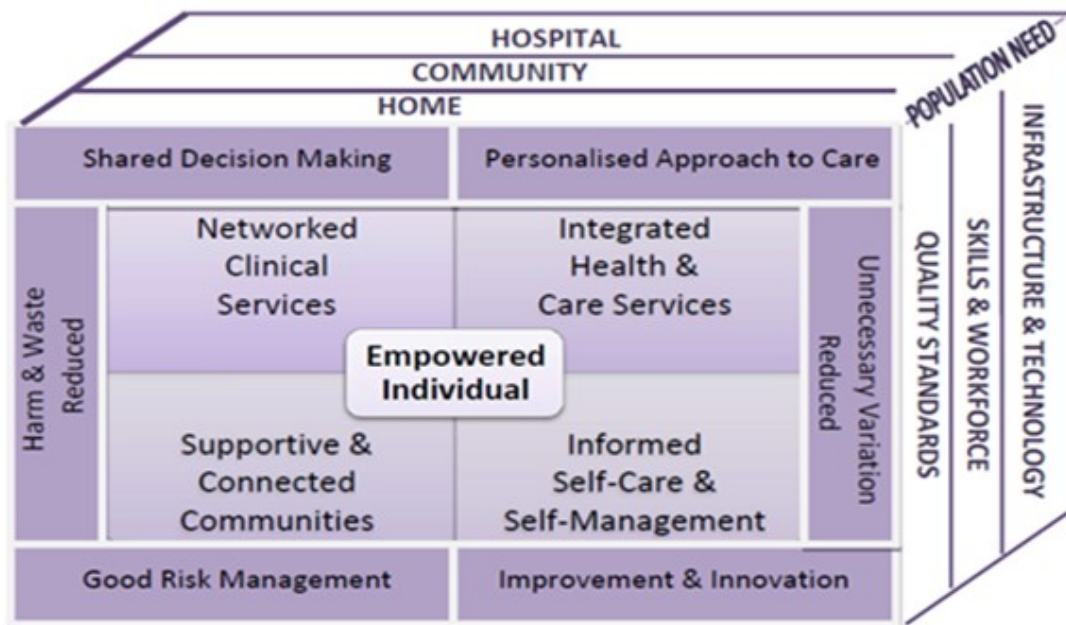 HOSPITAL
COMMUNITY
HOME
POPULATION NEED
Shared Decision Making
Personalised Approach to Care
Harm & Waste
Reduced
Networked
Clinical
Services
Integrated
Health &
Care Services
Empowered
Individual
Supportive &
Connected
Communities
Informed
Self-Care &
Self-Management
Unnecessary Variation
Reduced
QUALITY STANDARDS
SKILLS & WORKFORCE
INFRASTRUCTURE & TECHNOLOGY
Good Risk Management
Improvement & Innovation